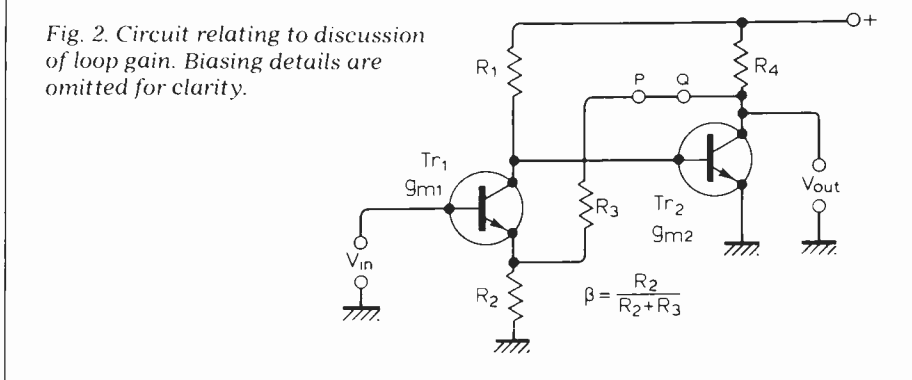 Fig. 2. Circuit relating to discussion
of loop gain. Biasing details are
omitted for clarity.
+
R1
R4
P
Q
Tr1
gm1
R3
Tr2
gm2
Vout
Vin
R2
β = R2
R2+R3